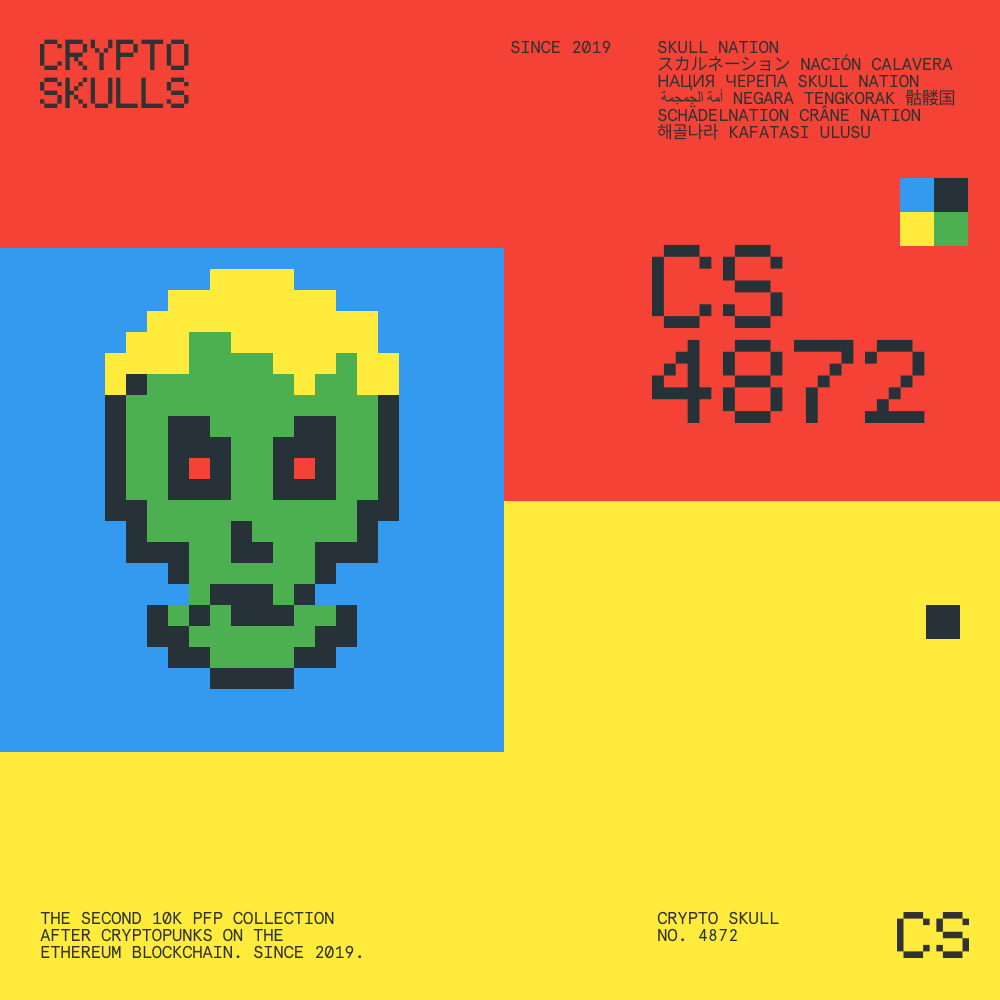 CRYPTO
SKULLS
SINCE 2019
SKULL NATION
スカルネーション NACIÓN CALAVERA
НАЦИЯ ЧЕРЕПА SKULL NATION
أمة الجمجمة NEGARA TENGKORAK 骷髅国
SCHÄDELNATION CRÂNE NATION
해골나라 KAFATASI ULUSU
CS
4872
THE SECOND 10K PFP COLLECTION
AFTER CRYPTOPUNKS ON THE
ETHEREUM BLOCKCHAIN. SINCE 2019.
CRYPTO SKULL
NO. 4872
CS